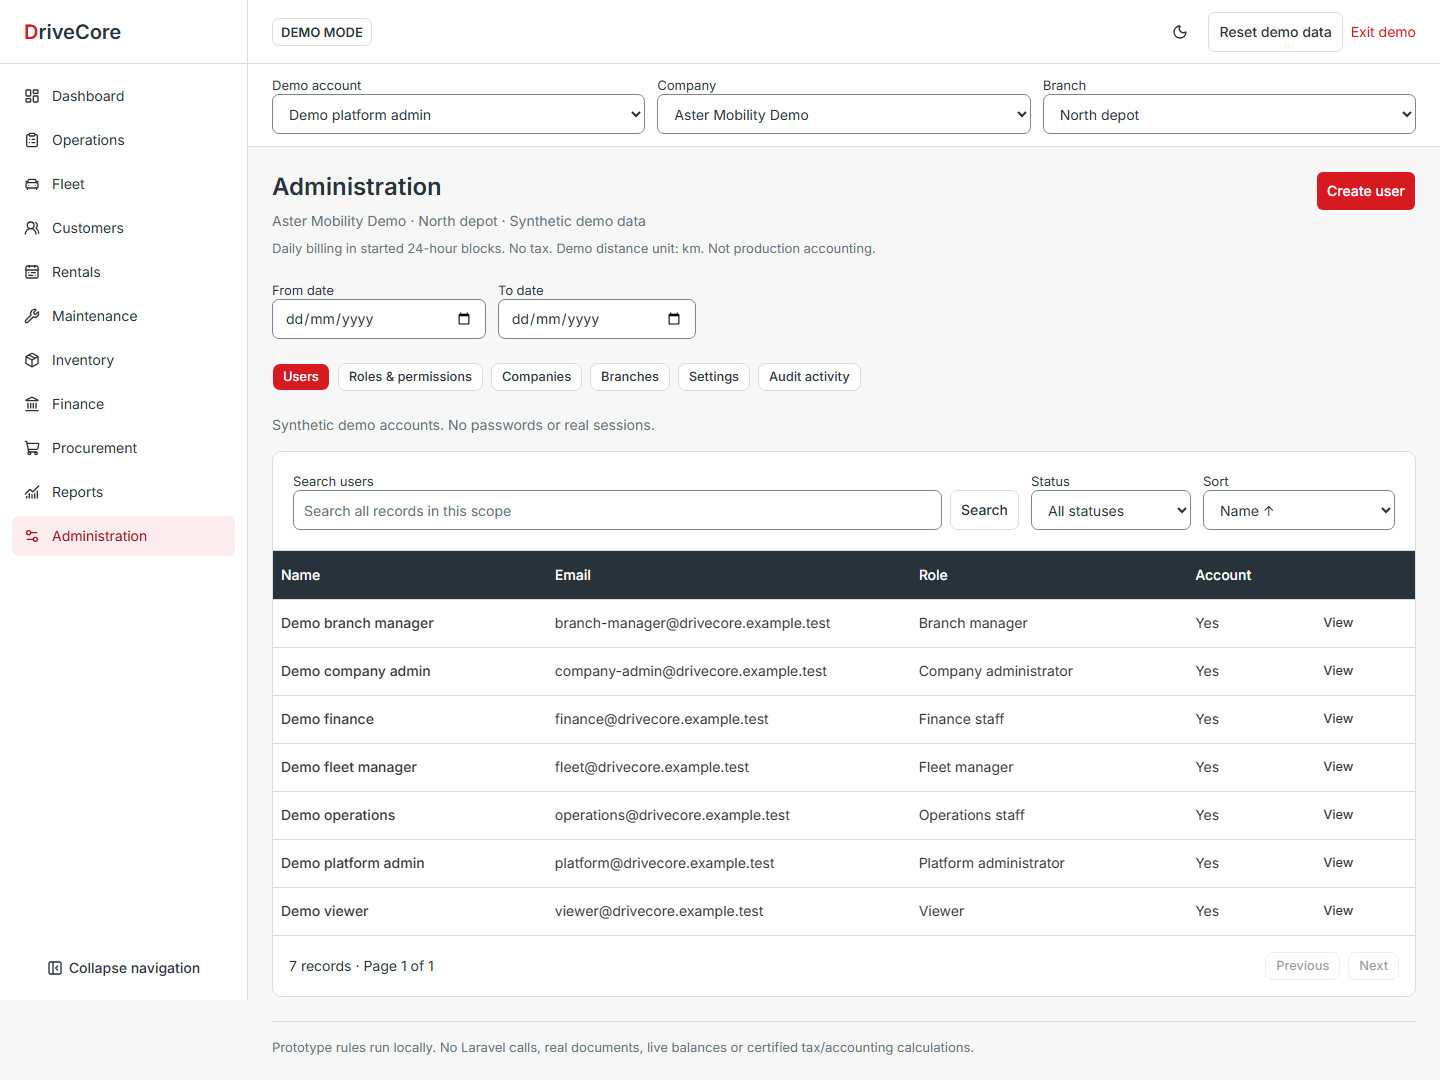 DriveCore
DEMO MODE
Reset demo data
Exit demo
Dashboard
Operations
Fleet
Customers
Rentals
Maintenance
Inventory
Finance
Procurement
Reports
Administration
Collapse navigation
Demo account
Company
Branch
Demo platform admin
Aster Mobility Demo
North depot
Administration
Create user
Aster Mobility Demo · North depot · Synthetic demo data
Daily billing in started 24-hour blocks. No tax. Demo distance unit: km. Not production accounting.
From date
To date
dd/mm/yyyy
dd/mm/yyyy
Users
Roles & permissions
Companies
Branches
Settings
Audit activity
Synthetic demo accounts. No passwords or real sessions.
Search users
Status
Sort
Search all records in this scope
Search
All statuses
Name ↑
Name Email Role Account
Demo branch manager branch-manager@drivecore.example.test Branch manager Yes View
Demo company admin company-admin@drivecore.example.test Company administrator Yes View
Demo finance finance@drivecore.example.test Finance staff Yes View
Demo fleet manager fleet@drivecore.example.test Fleet manager Yes View
Demo operations operations@drivecore.example.test Operations staff Yes View
Demo platform admin platform@drivecore.example.test Platform administrator Yes View
Demo viewer viewer@drivecore.example.test Viewer Yes View
7 records · Page 1 of 1
Previous
Next
Prototype rules run locally. No Laravel calls, real documents, live balances or certified tax/accounting calculations.